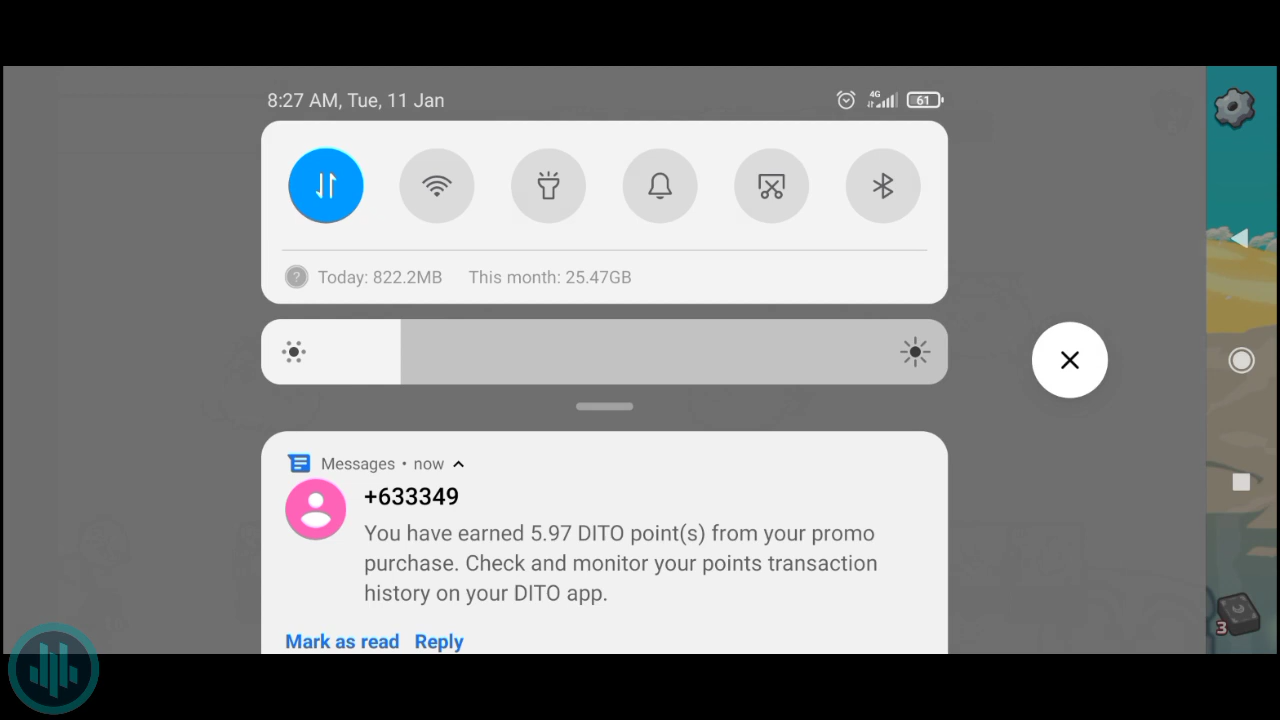 8:27 AM, Tue, 11 Jan
4G
61
Today: 822.2MB This month: 25.47GB
Messages • now
+633349
You have earned 5.97 DITO point(s) from your promo
purchase. Check and monitor your points transaction
history on your DITO app.
Mark as read Reply
3